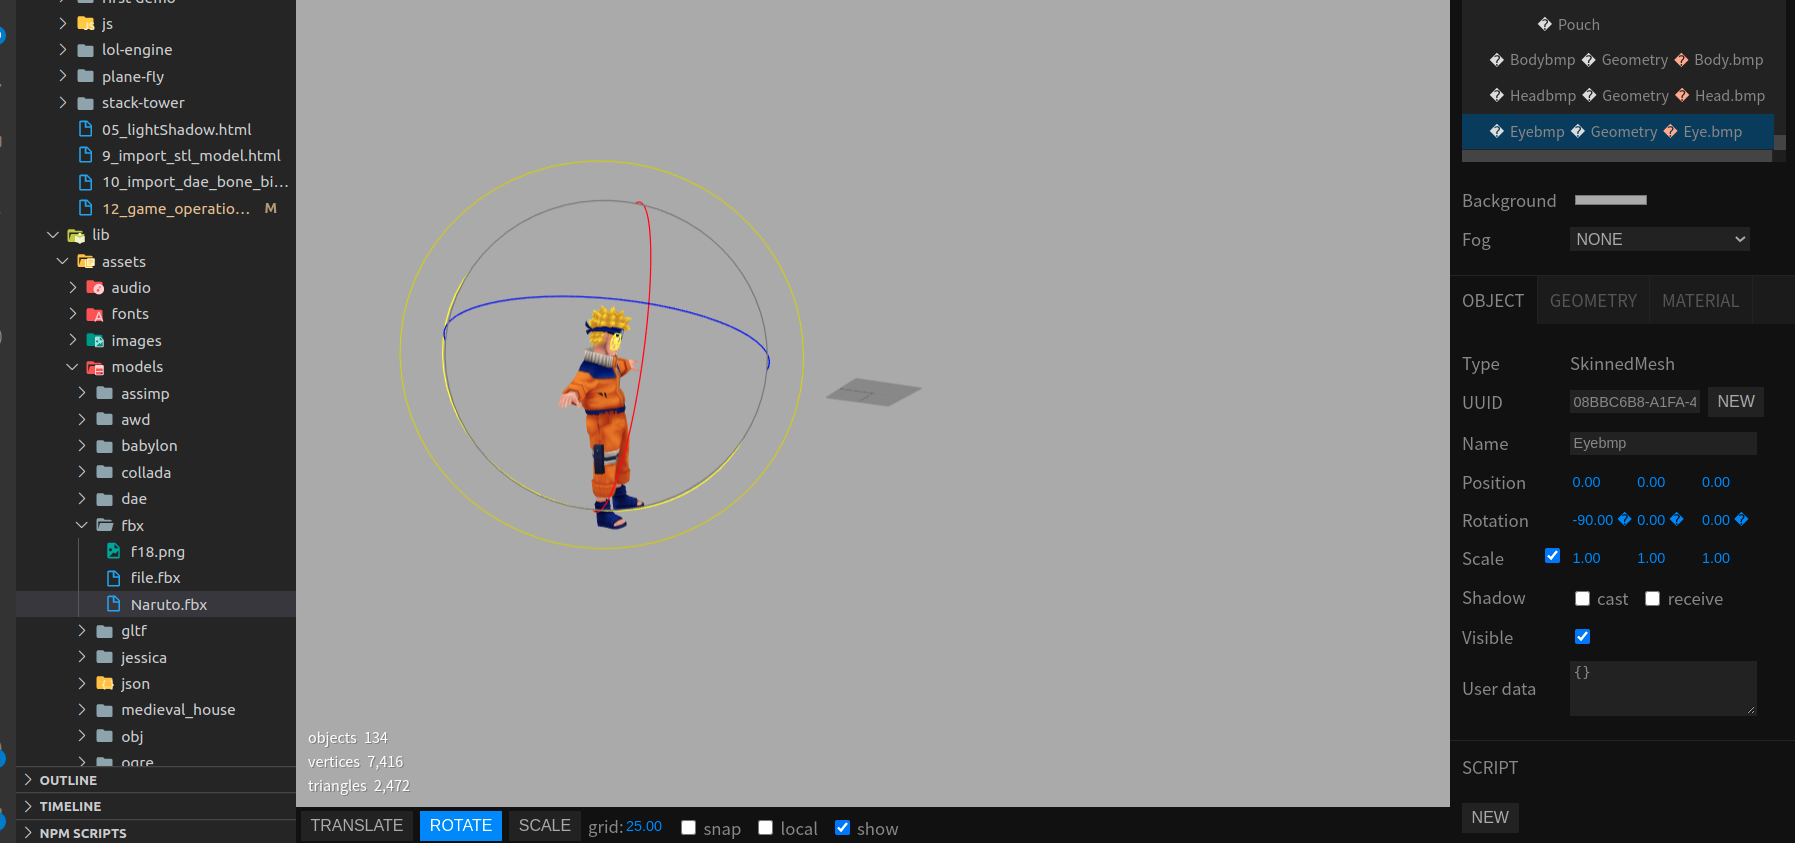 first-demo
js
lol-engine
plane-fly
stack-tower
05_lightShadow.html
9_import_stl_model.html
10_import_dae_bone_bi...
12_game_operatio... M
lib
assets
audio
fonts
images
models
assimp
awd
babylon
collada
dae
fbx
f18.png
file.fbx
Naruto.fbx
gltf
jessica
json
medieval_house
obj
ogre
OUTLINE
TIMELINE
NPM SCRIPTS
objects 134
vertices 7,416
triangles 2,472
TRANSLATE ROTATE SCALE grid: 25.00 snap local show
� Pouch
� Bodybmp � Geometry � Body.bmp
� Headbmp � Geometry � Head.bmp
� Eyebmp � Geometry � Eye.bmp
Background
Fog NONE
OBJECT GEOMETRY MATERIAL
Type SkinnedMesh
UUID 08BBC6B8-A1FA-4 NEW
Name Eyebmp
Position 0.00 0.00 0.00
Rotation -90.00 � 0.00 � 0.00 �
Scale 1.00 1.00 1.00
Shadow cast receive
Visible
User data {}
SCRIPT
NEW